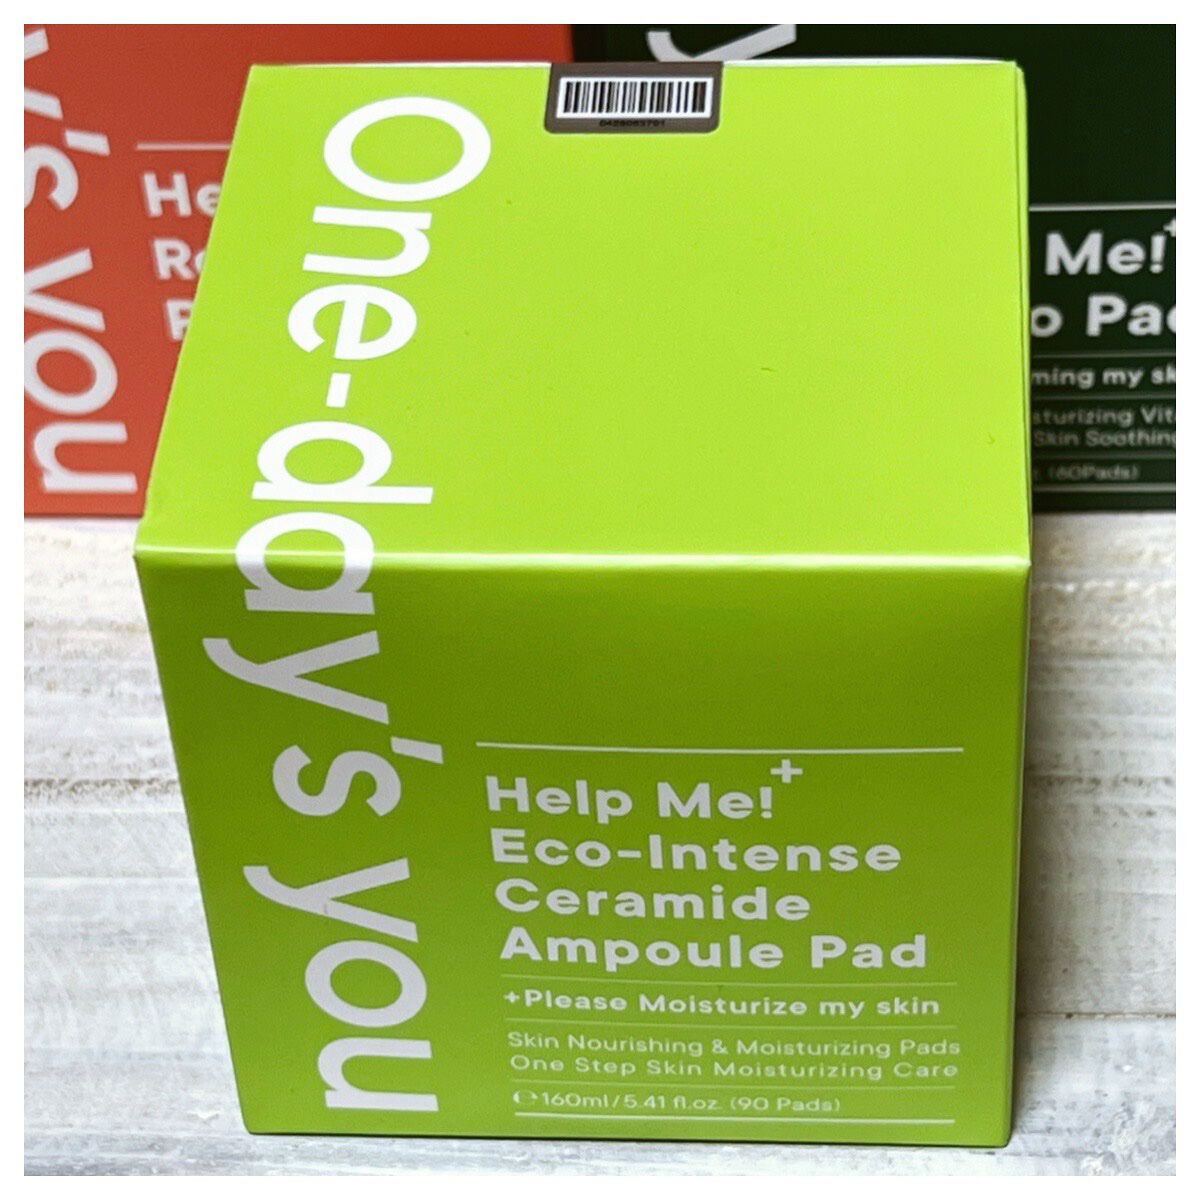 One-day's you
Help Me!+
Eco-Intense
Ceramide
Ampoule Pad
+Please Moisturize my skin
Skin Nourishing & Moisturizing Pads
One Step Skin Moisturizing Care
℮160ml/5.41 fl.oz. (90 Pads)
y's you
He
R
P
y
Me!+
o Pa
ming my sk
sturizing Vit
Skin Soothing
(60Pads)